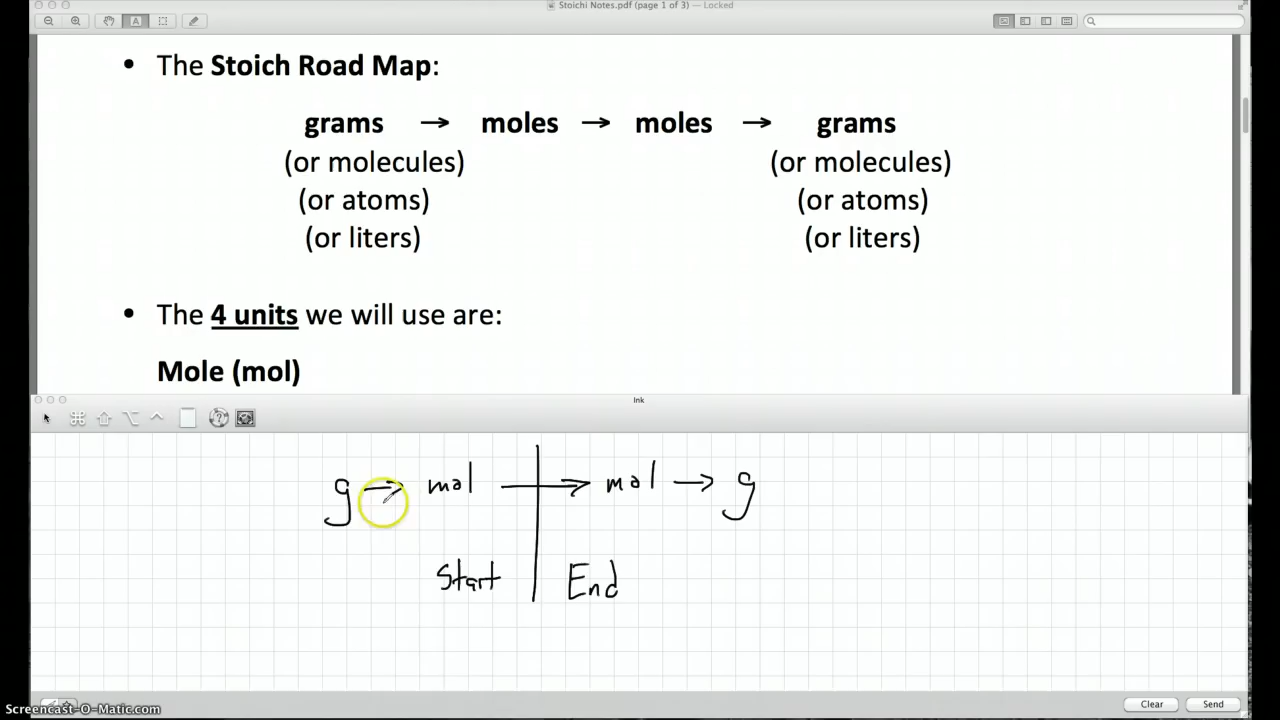 Stoichi Notes.pdf (page 1 of 3) — Locked
• The Stoich Road Map:
grams → moles → moles → grams
(or molecules) (or molecules)
(or atoms) (or atoms)
(or liters) (or liters)
• The 4 units we will use are:
Mole (mol)
Ink
g → mol → mol → g
Start End
Clear Send
Screencast-O-Matic.com